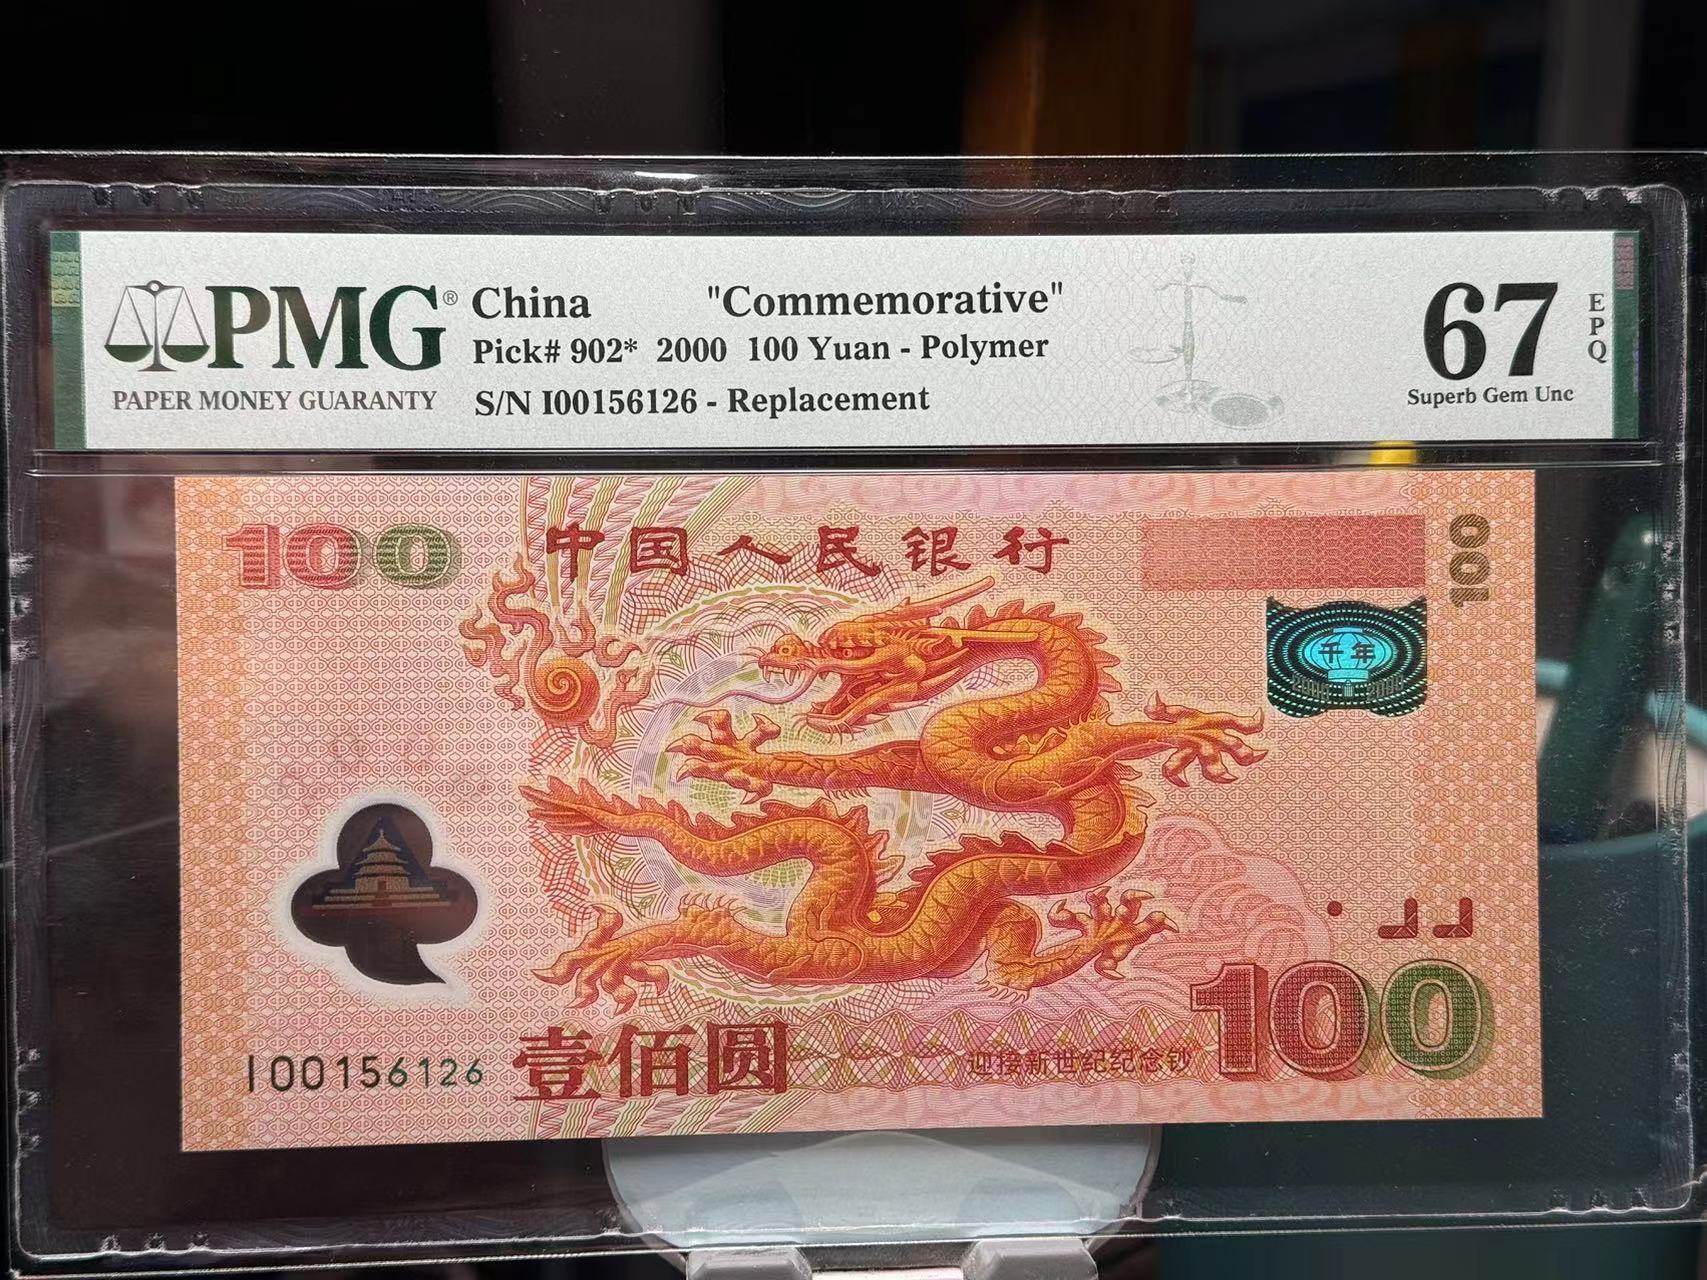 PMG® China "Commemorative" 67 EPQ
Pick# 902* 2000 100 Yuan - Polymer
PAPER MONEY GUARANTY S/N I00156126 - Replacement Superb Gem Unc
100 中国人民银行 100
千年
I00156126 壹佰圆 迎接新世纪纪念钞 100